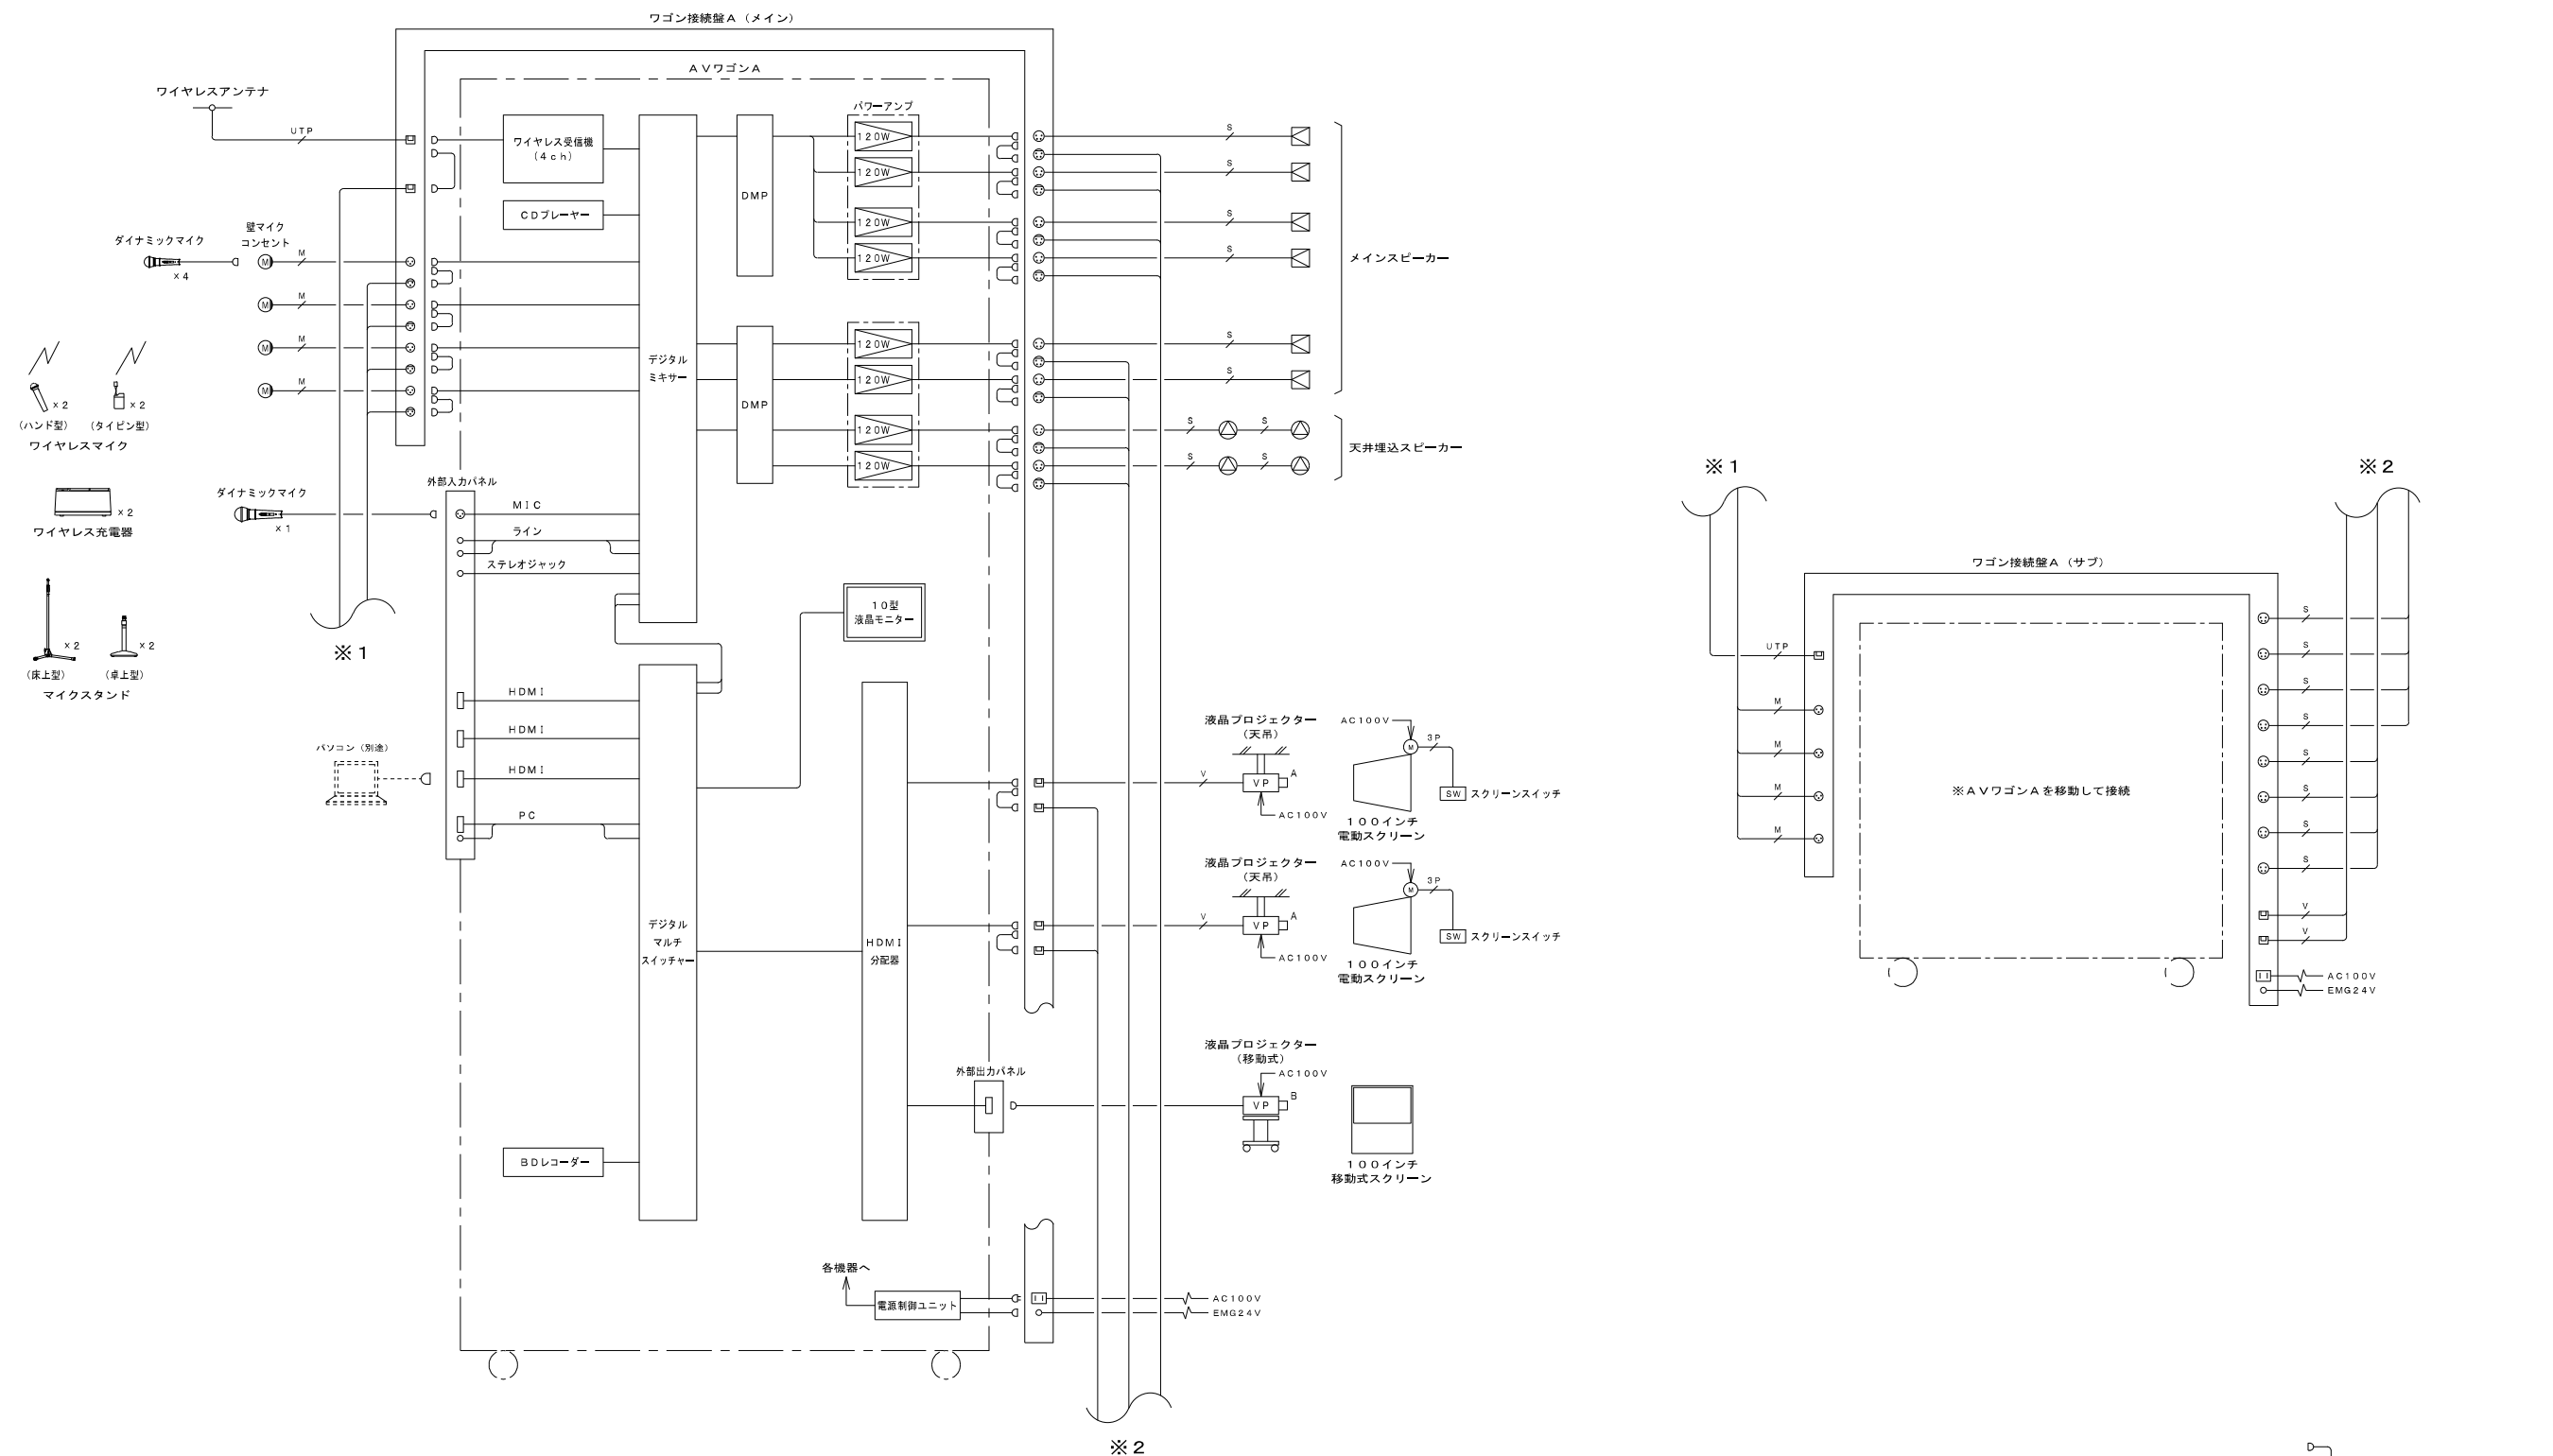 ワゴン接続盤A（メイン）
AVワゴンA
ワイヤレスアンテナ
UTP
ワイヤレス受信機
（4ch）
CDプレーヤー
デジタル
ミキサー
DMP
DMP
パワーアンプ
120W
120W
120W
120W
120W
120W
120W
120W
S
S
S
S
S
S
S
S
S
S
メインスピーカー
天井埋込スピーカー
ダイナミックマイク
×4
壁マイク
コンセント
M
M
M
M
M
M
M
M
×2
（ハンド型）
×2
（タイピン型）
ワイヤレスマイク
×2
ワイヤレス充電器
×2
（床上型）
×2
（卓上型）
マイクスタンド
ダイナミックマイク
×1
外部入力パネル
MIC
ライン
ステレオジャック
※1
HDMI
HDMI
HDMI
PC
パソコン（別途）
10型
液晶モニター
デジタル
マルチ
スイッチャー
HDMI
分配器
BDレコーダー
液晶プロジェクター
（天吊）
V
VP
A
AC100V
AC100V
M
3P
SW
スクリーンスイッチ
100インチ
電動スクリーン
液晶プロジェクター
（天吊）
V
VP
A
AC100V
AC100V
M
3P
SW
スクリーンスイッチ
100インチ
電動スクリーン
外部出力パネル
液晶プロジェクター
（移動式）
AC100V
VP
B
100インチ
移動式スクリーン
各機器へ
電源制御ユニット
AC100V
EMG24V
※2
※1
※2
ワゴン接続盤A（サブ）
UTP
M
M
M
M
※AVワゴンAを移動して接続
S
S
S
S
S
S
S
S
V
V
AC100V
EMG24V